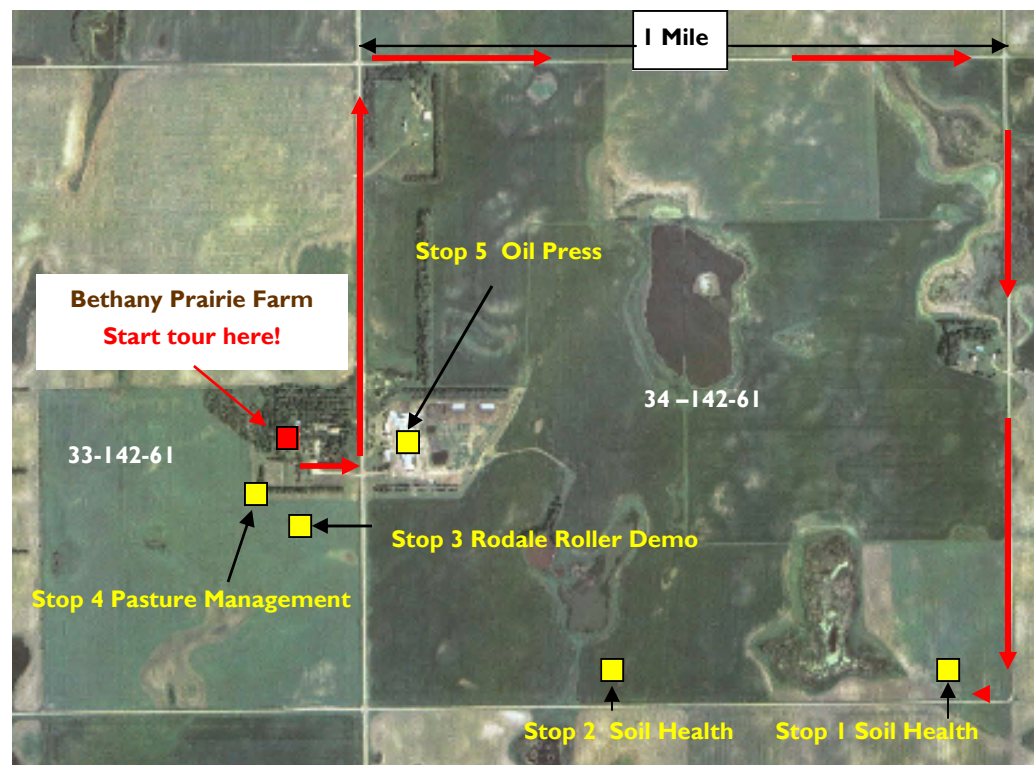 1 Mile
Stop 5 Oil Press
Bethany Prairie Farm
Start tour here!
34 –142-61
33-142-61
Stop 3 Rodale Roller Demo
Stop 4 Pasture Management
Stop 2 Soil Health
Stop 1 Soil Health